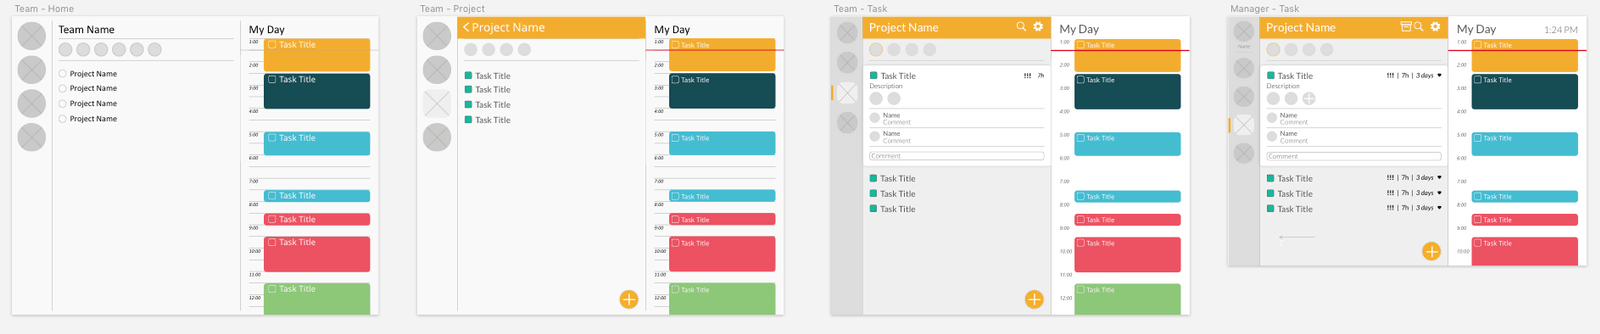 Team - Home
Team Name
Project Name
Project Name
Project Name
Project Name
My Day
1:00
Task Title
2:00
Task Title
3:00
4:00
5:00
Task Title
6:00
7:00
Task Title
8:00
Task Title
9:00
Task Title
10:00
11:00
Task Title
12:00
Team - Project
Project Name
Task Title
Task Title
Task Title
Task Title
My Day
1:00
Task Title
2:00
Task Title
3:00
4:00
5:00
Task Title
6:00
7:00
Task Title
8:00
Task Title
9:00
Task Title
10:00
11:00
Task Title
12:00
Team - Task
Project Name
Task Title !!! 7h
Description
Name
Comment
Name
Comment
Comment
Task Title
Task Title
Task Title
My Day
1:00
Task Title
2:00
Task Title
3:00
4:00
5:00
Task Title
6:00
7:00
Task Title
8:00
Task Title
9:00
Task Title
10:00
11:00
Task Title
12:00
Manager - Task
Name
Project Name
Task Title !!! | 7h | 3 days
Description
Name
Comment
Name
Comment
Comment
Task Title !!! | 7h | 3 days
Task Title !!! | 7h | 3 days
Task Title !!! | 7h | 3 days
My Day 1:24 PM
1:00
Task Title
2:00
Task Title
3:00
4:00
5:00
Task Title
6:00
7:00
Task Title
8:00
Task Title
9:00
Task Title
10:00